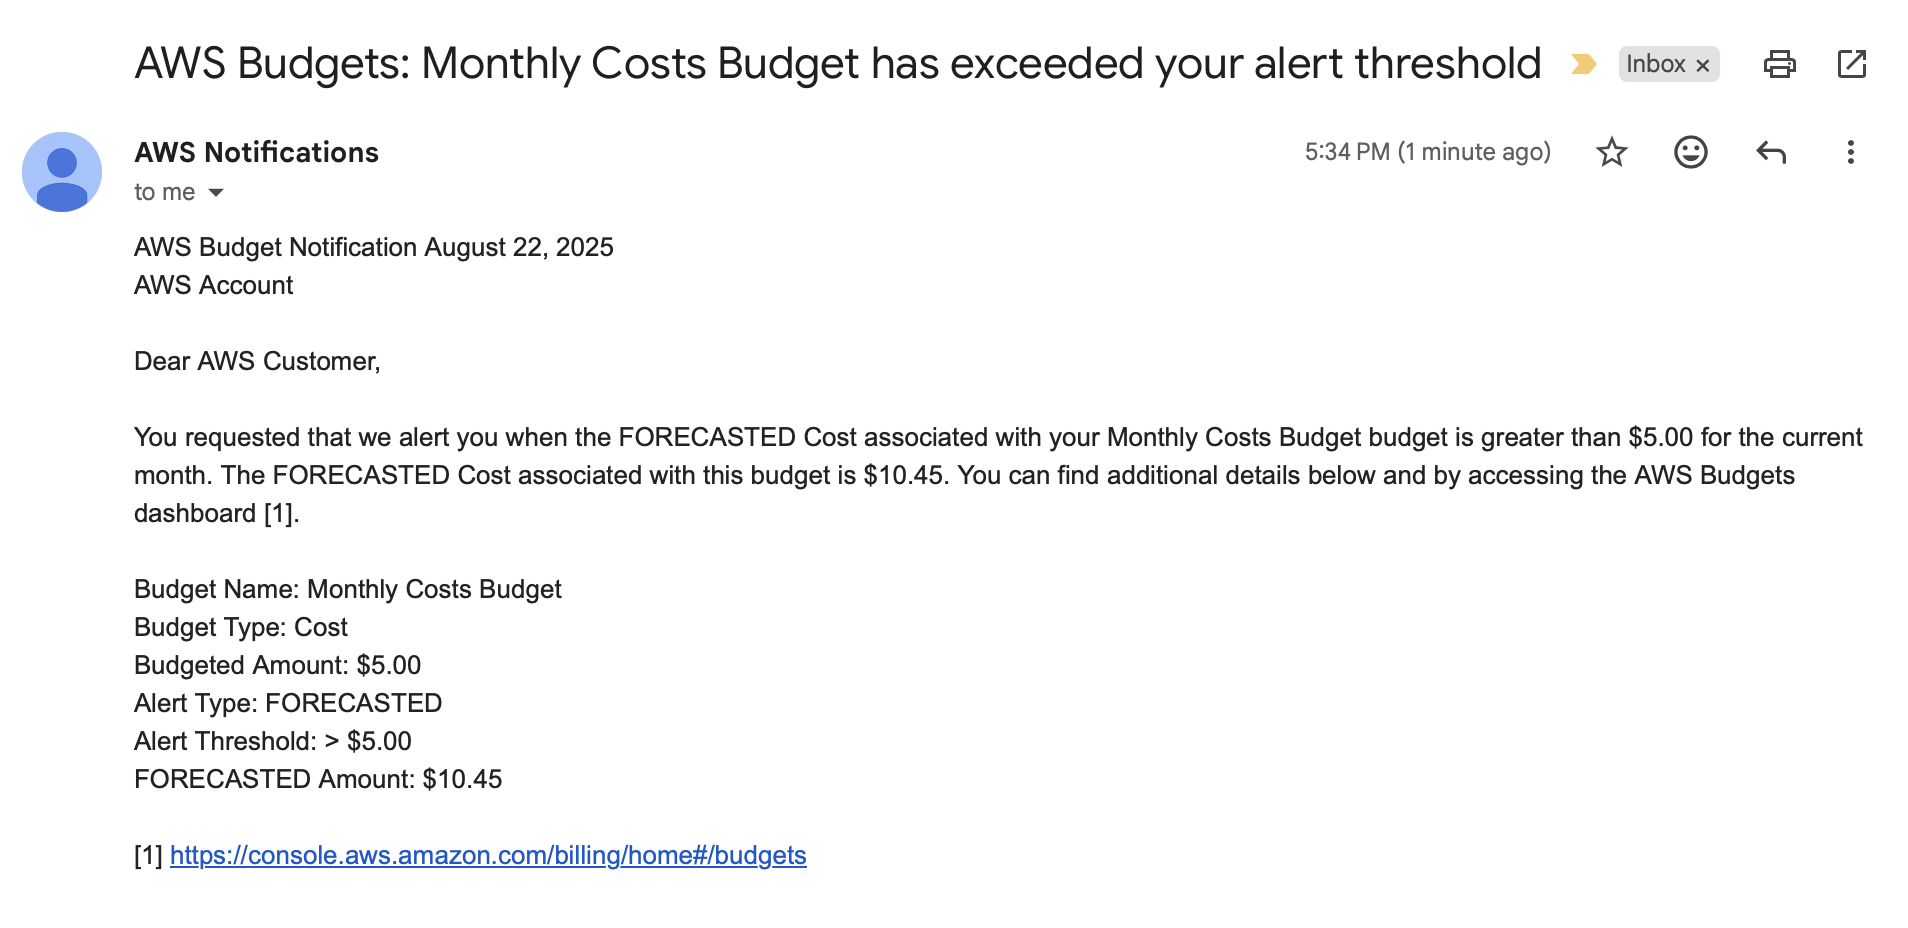 AWS Budgets: Monthly Costs Budget has exceeded your alert threshold
Inbox ×
AWS Notifications
5:34 PM (1 minute ago)
to me
AWS Budget Notification August 22, 2025
AWS Account
Dear AWS Customer,
You requested that we alert you when the FORECASTED Cost associated with your Monthly Costs Budget budget is greater than $5.00 for the current
month. The FORECASTED Cost associated with this budget is $10.45. You can find additional details below and by accessing the AWS Budgets
dashboard [1].
Budget Name: Monthly Costs Budget
Budget Type: Cost
Budgeted Amount: $5.00
Alert Type: FORECASTED
Alert Threshold: > $5.00
FORECASTED Amount: $10.45
[1] https://console.aws.amazon.com/billing/home#/budgets